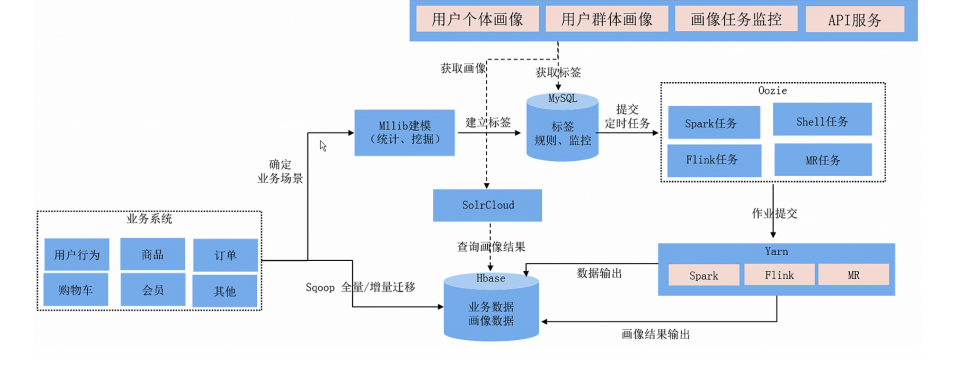 用户个体画像
用户群体画像
画像任务监控
API服务
获取画像
获取标签
MySQL
标签
规则、监控
提交
定时任务
Oozie
Spark任务
Shell任务
Flink任务
MR任务
Mllib建模
(统计、挖掘)
建立标签
确定
业务场景
SolrCloud
作业提交
业务系统
用户行为
商品
订单
购物车
会员
其他
查询画像结果
Yarn
Spark
Flink
MR
数据输出
Sqoop 全量/增量迁移
Hbase
业务数据
画像数据
画像结果输出